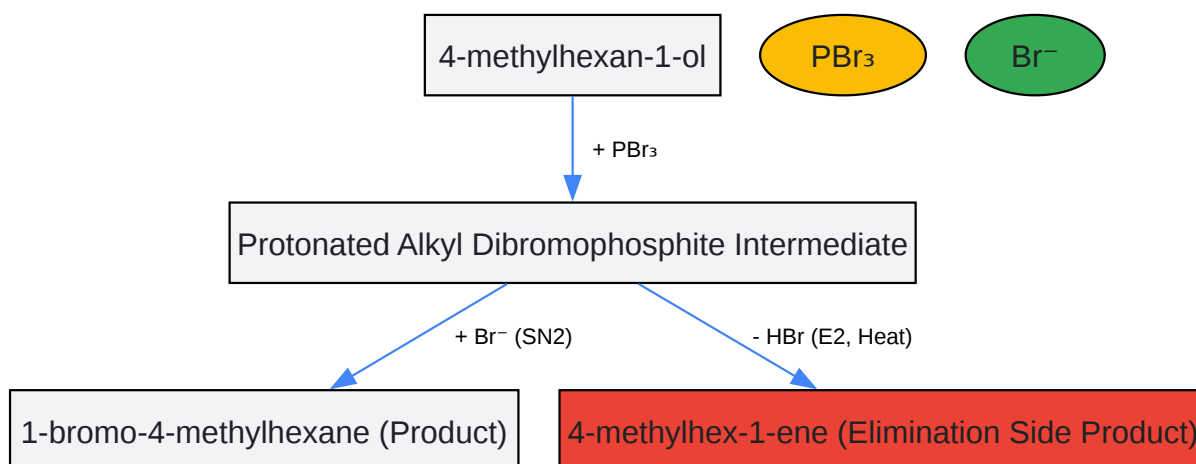 4-methylhexan-1-ol
PBr₃
Br⁻
+ PBr₃
Protonated Alkyl Dibromophosphite Intermediate
+ Br⁻ (SN2)
- HBr (E2, Heat)
1-bromo-4-methylhexane (Product)
4-methylhex-1-ene (Elimination Side Product)